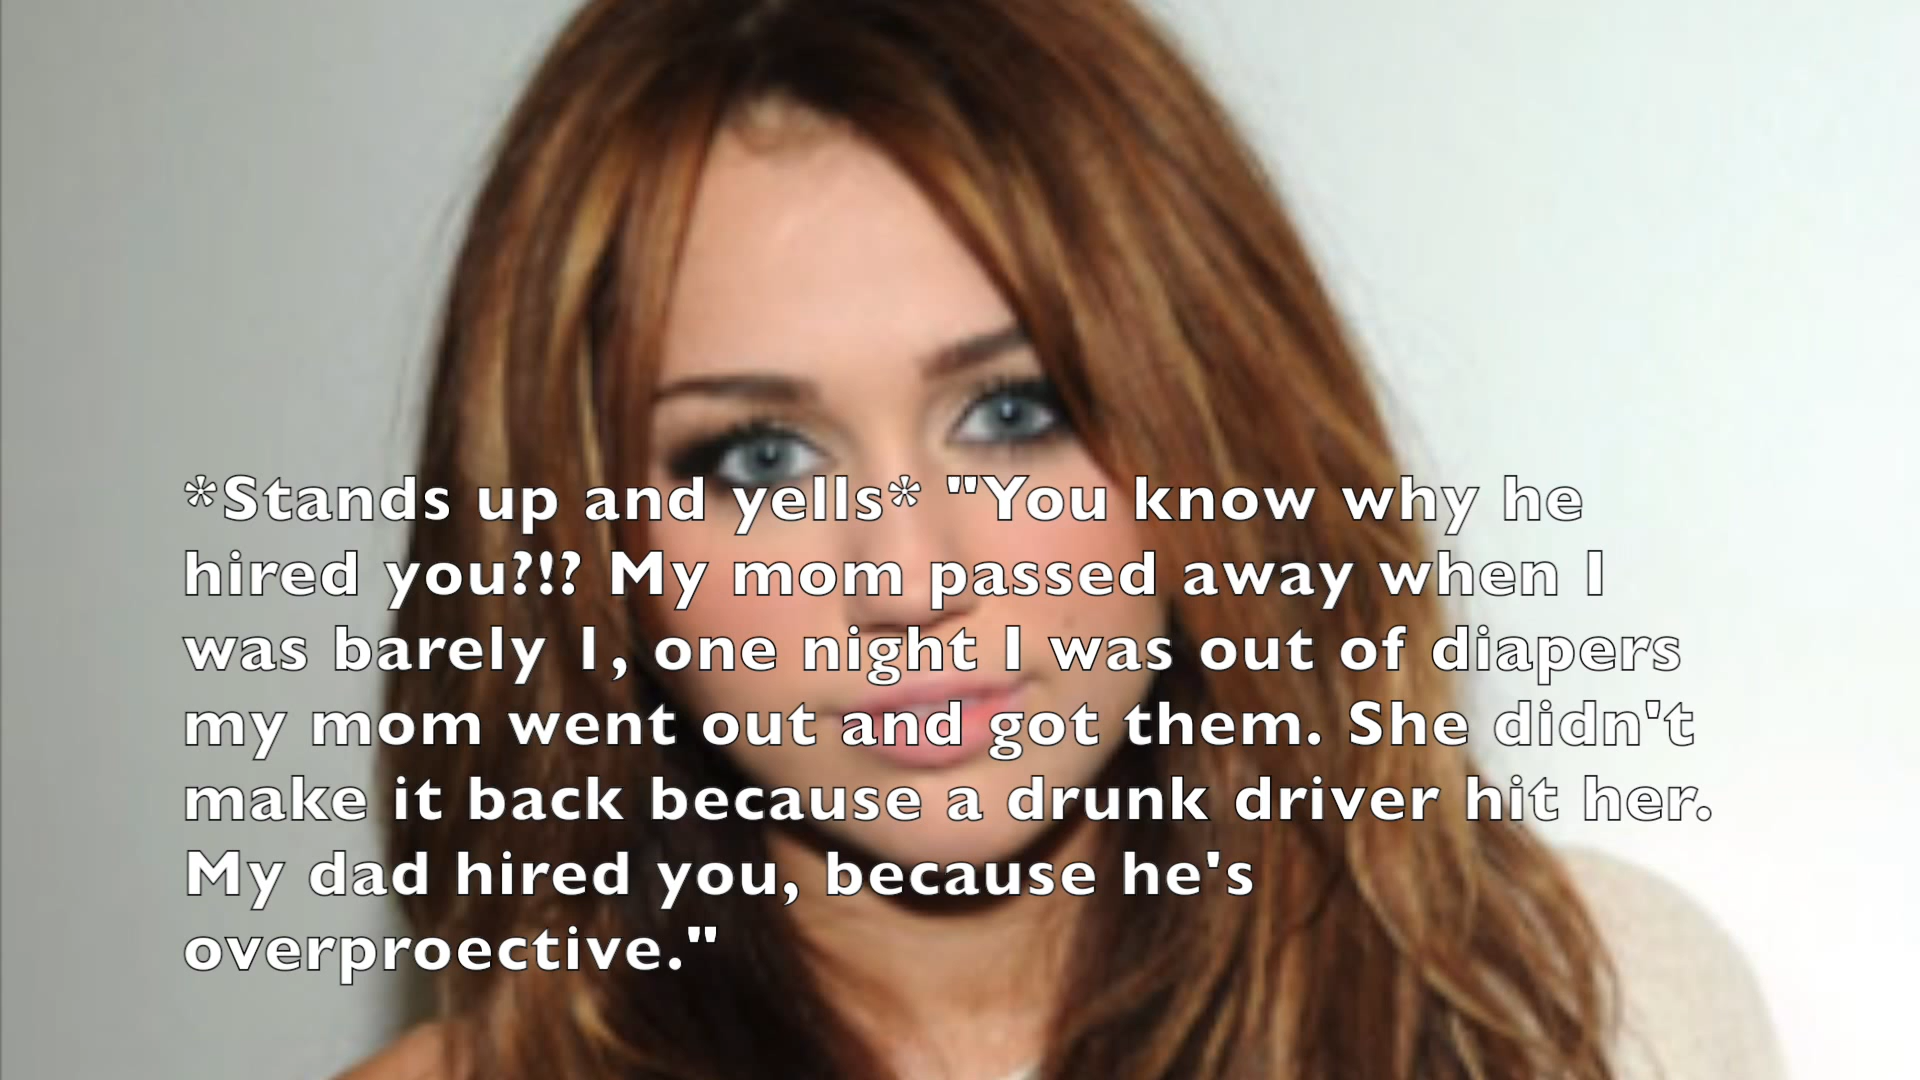 *Stands up and yells* "You know why he
hired you?!? My mom passed away when I
was barely 1, one night I was out of diapers
my mom went out and got them. She didn't
make it back because a drunk driver hit her.
My dad hired you, because he's
overproective."